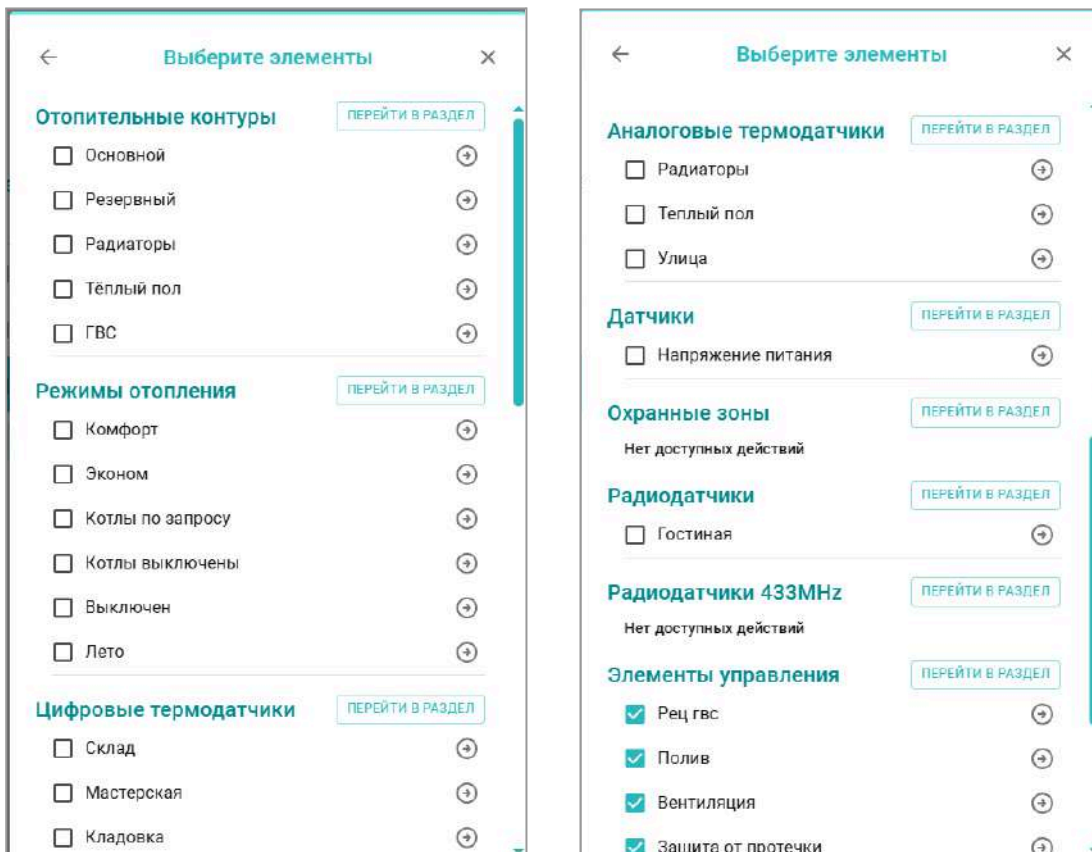 Выберите элементы
Отопительные контуры ПЕРЕЙТИ В РАЗДЕЛ
Основной
Резервный
Радиаторы
Тёплый пол
ГВС
Режимы отопления ПЕРЕЙТИ В РАЗДЕЛ
Комфорт
Эконом
Котлы по запросу
Котлы выключены
Выключен
Лето
Цифровые термодатчики ПЕРЕЙТИ В РАЗДЕЛ
Склад
Мастерская
Кладовка
Выберите элементы
Аналоговые термодатчики ПЕРЕЙТИ В РАЗДЕЛ
Радиаторы
Теплый пол
Улица
Датчики ПЕРЕЙТИ В РАЗДЕЛ
Напряжение питания
Охранные зоны ПЕРЕЙТИ В РАЗДЕЛ
Нет доступных действий
Радиодатчики ПЕРЕЙТИ В РАЗДЕЛ
Гостиная
Радиодатчики 433MHz ПЕРЕЙТИ В РАЗДЕЛ
Нет доступных действий
Элементы управления ПЕРЕЙТИ В РАЗДЕЛ
Рец гвс
Полив
Вентиляция
Защита от протечки